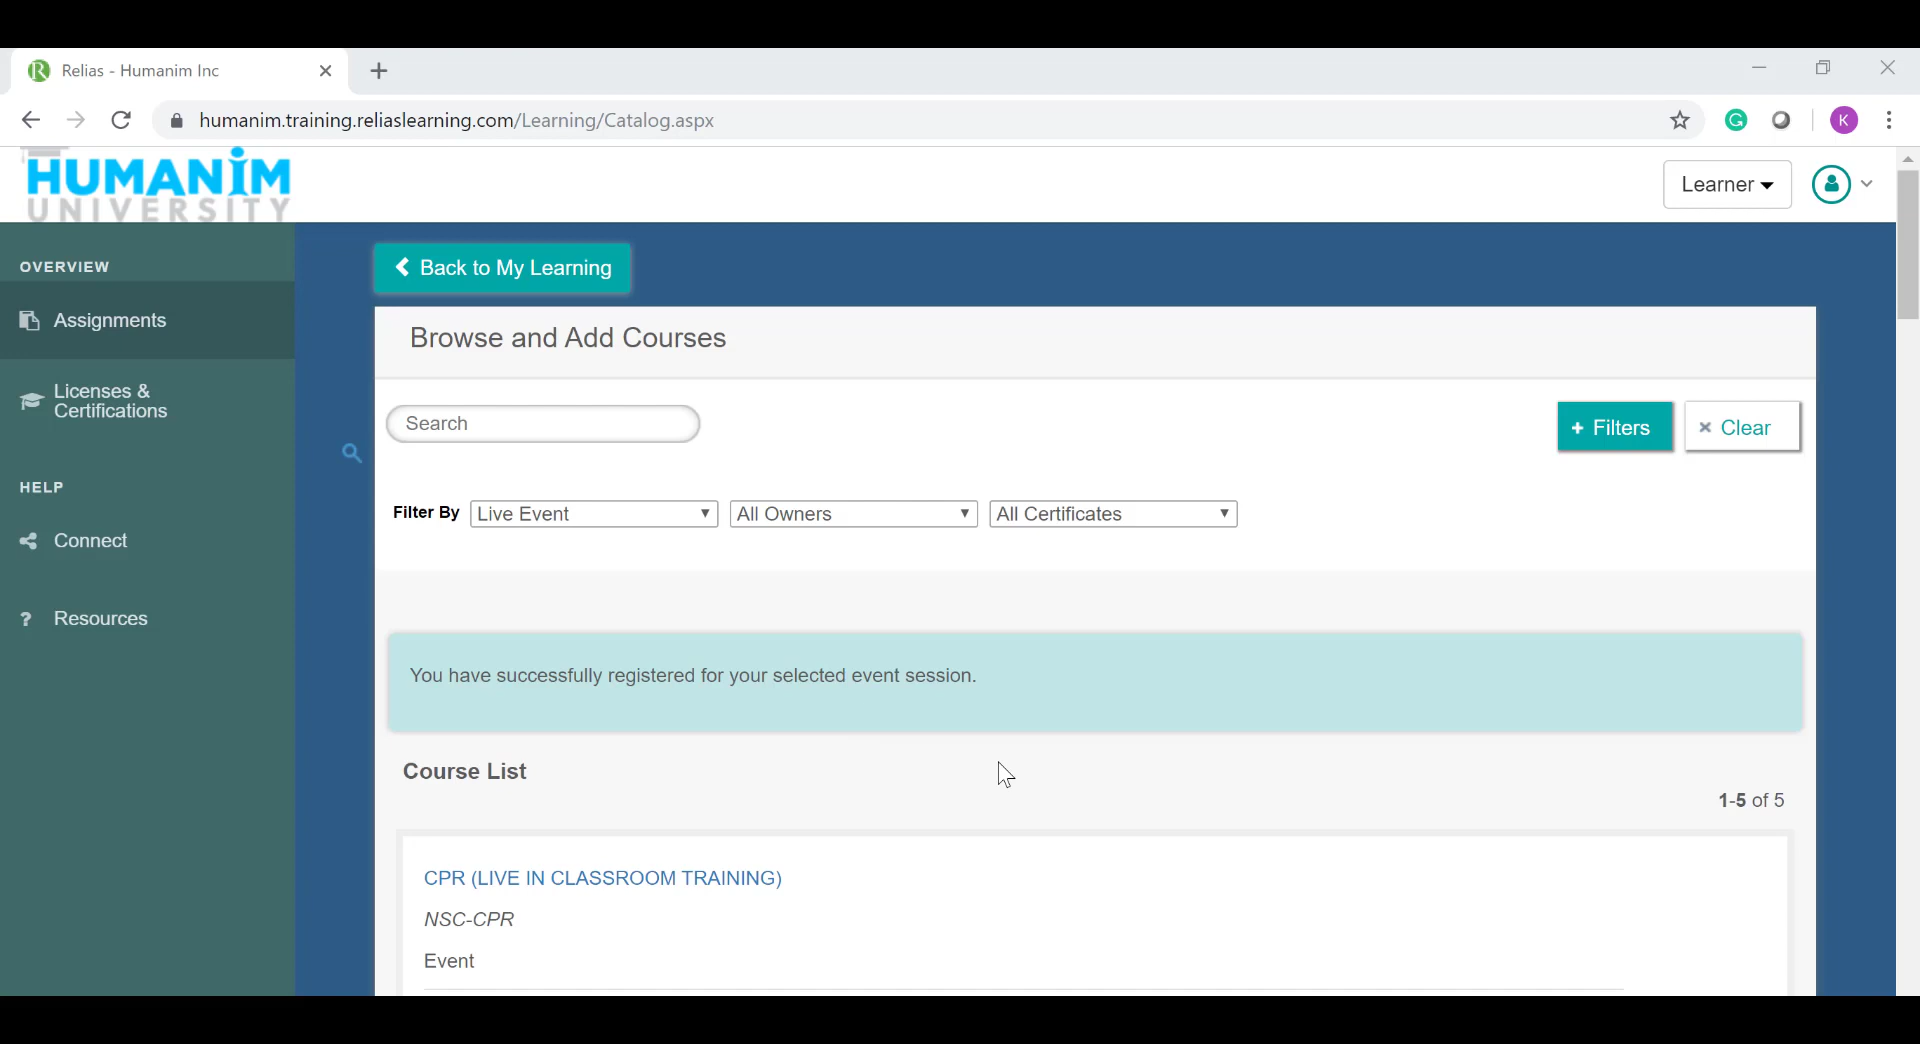 Relias - Humanim Inc
humanim.training.reliaslearning.com/Learning/Catalog.aspx
K
HUMANIM
UNIVERSITY
Learner
OVERVIEW
Assignments
Licenses &
Certifications
HELP
Connect
Resources
Back to My Learning
Browse and Add Courses
Search
+ Filters
× Clear
Filter By Live Event All Owners All Certificates
You have successfully registered for your selected event session.
Course List
1-5 of 5
CPR (LIVE IN CLASSROOM TRAINING)
NSC-CPR
Event